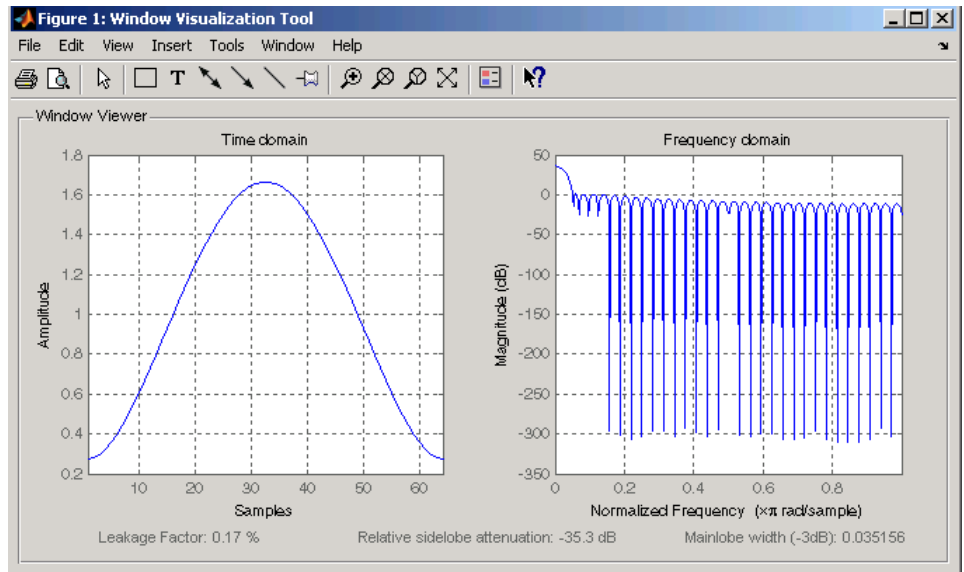 Figure 1: Window Visualization Tool
File Edit View Insert Tools Window Help
T
?
Window Viewer
Time domain
1.8
1.6
1.4
1.2
1
0.8
0.6
0.4
0.2
Amplitude
10 20 30 40 50 60
Samples
Frequency domain
50
0
-50
-100
-150
-200
-250
-300
-350
Magnitude (dB)
0 0.2 0.4 0.6 0.8
Normalized Frequency (×π rad/sample)
Leakage Factor: 0.17 % Relative sidelobe attenuation: -35.3 dB Mainlobe width (-3dB): 0.035156